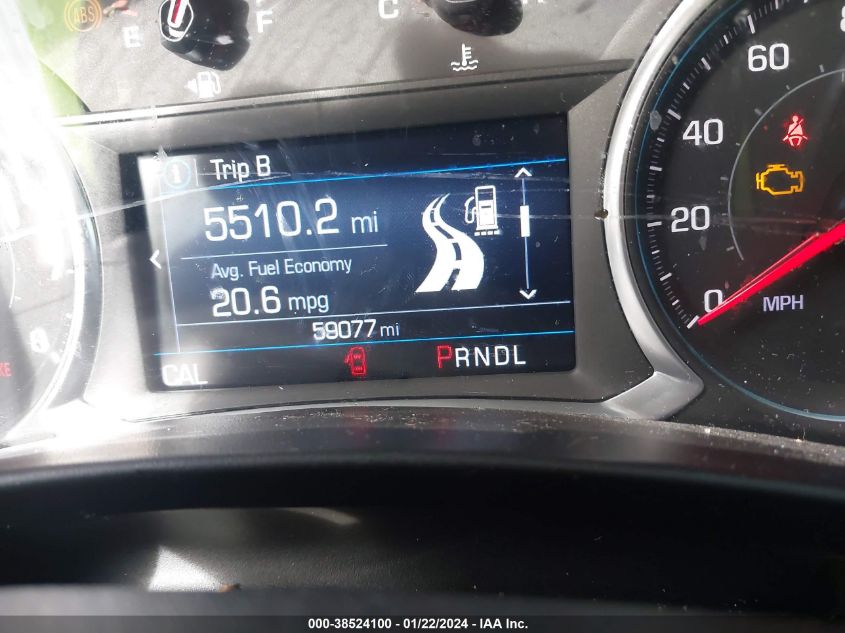 ABS
E F
C
60
40
20
0
MPH
Trip B
5510.2 mi
Avg. Fuel Economy
20.6 mpg
59077 mi
CAL
PRNDL
000-38524100 - 01/22/2024 - IAA Inc.